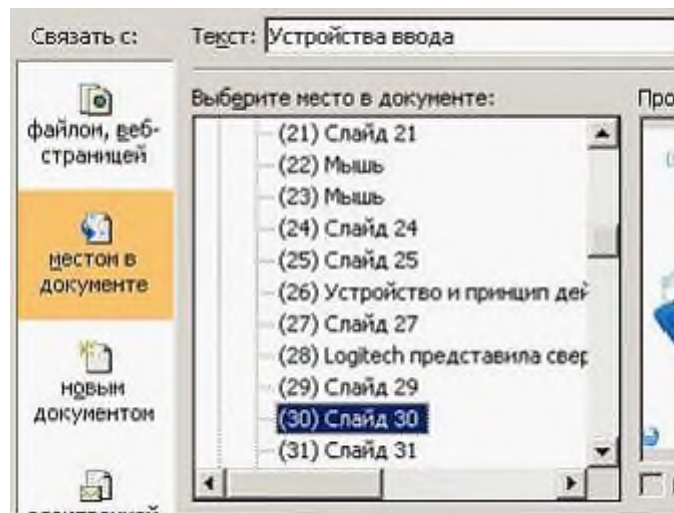 Связать с:
Текст: Устройства ввода
файлом, веб-
страницей
местом в
документе
новым
документом
Выберите место в документе:
(21) Слайд 21
(22) Мышь
(23) Мышь
(24) Слайд 24
(25) Слайд 25
(26) Устройство и принцип дей
(27) Слайд 27
(28) Logitech представила свер
(29) Слайд 29
(30) Слайд 30
(31) Слайд 31
Про